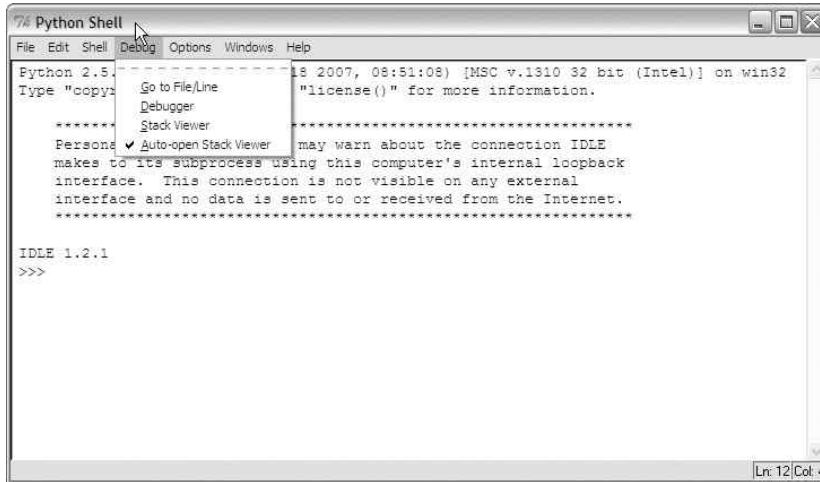 Python Shell
File Edit Shell Debug Options Windows Help
Python 2.5. 18 2007, 08:51:08) [MSC v.1310 32 bit (Intel)] on win32
Type "copyr "license()" for more information.
Go to File/Line
Debugger
Stack Viewer
✔ Auto-open Stack Viewer
****************************************************************
Persona may warn about the connection IDLE
makes to its subprocess using this computer's internal loopback
interface. This connection is not visible on any external
interface and no data is sent to or received from the Internet.
****************************************************************
IDLE 1.2.1
>>>
Ln: 12 Col: 4